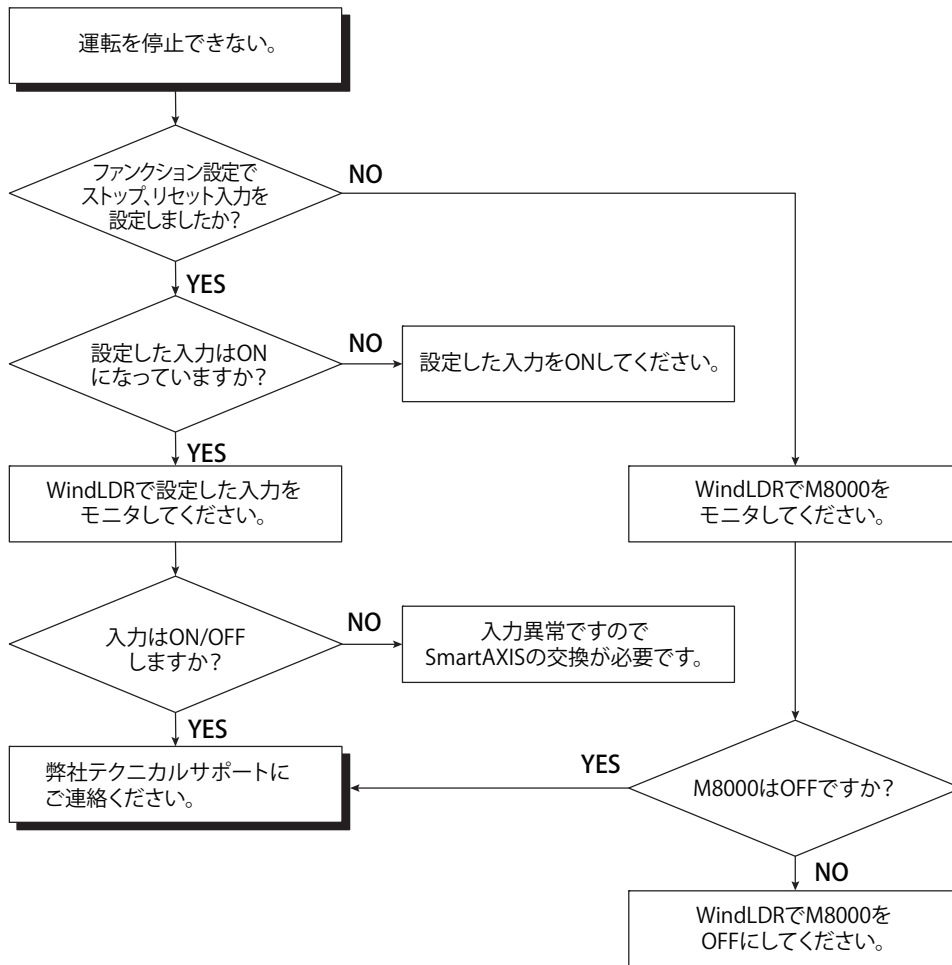 運転を停止できない。
ファンクション設定で
ストップ、リセット入力を
設定しましたか？
NO
YES
設定した入力はON
になっていますか？
NO
設定した入力をONしてください。
YES
WindLDRで設定した入力を
モニタしてください。
WindLDRでM8000を
モニタしてください。
入力はON/OFF
しますか？
NO
入力異常ですので
SmartAXISの交換が必要です。
YES
弊社テクニカルサポートに
ご連絡ください。
YES
M8000はOFFですか？
NO
WindLDRでM8000を
OFFにしてください。